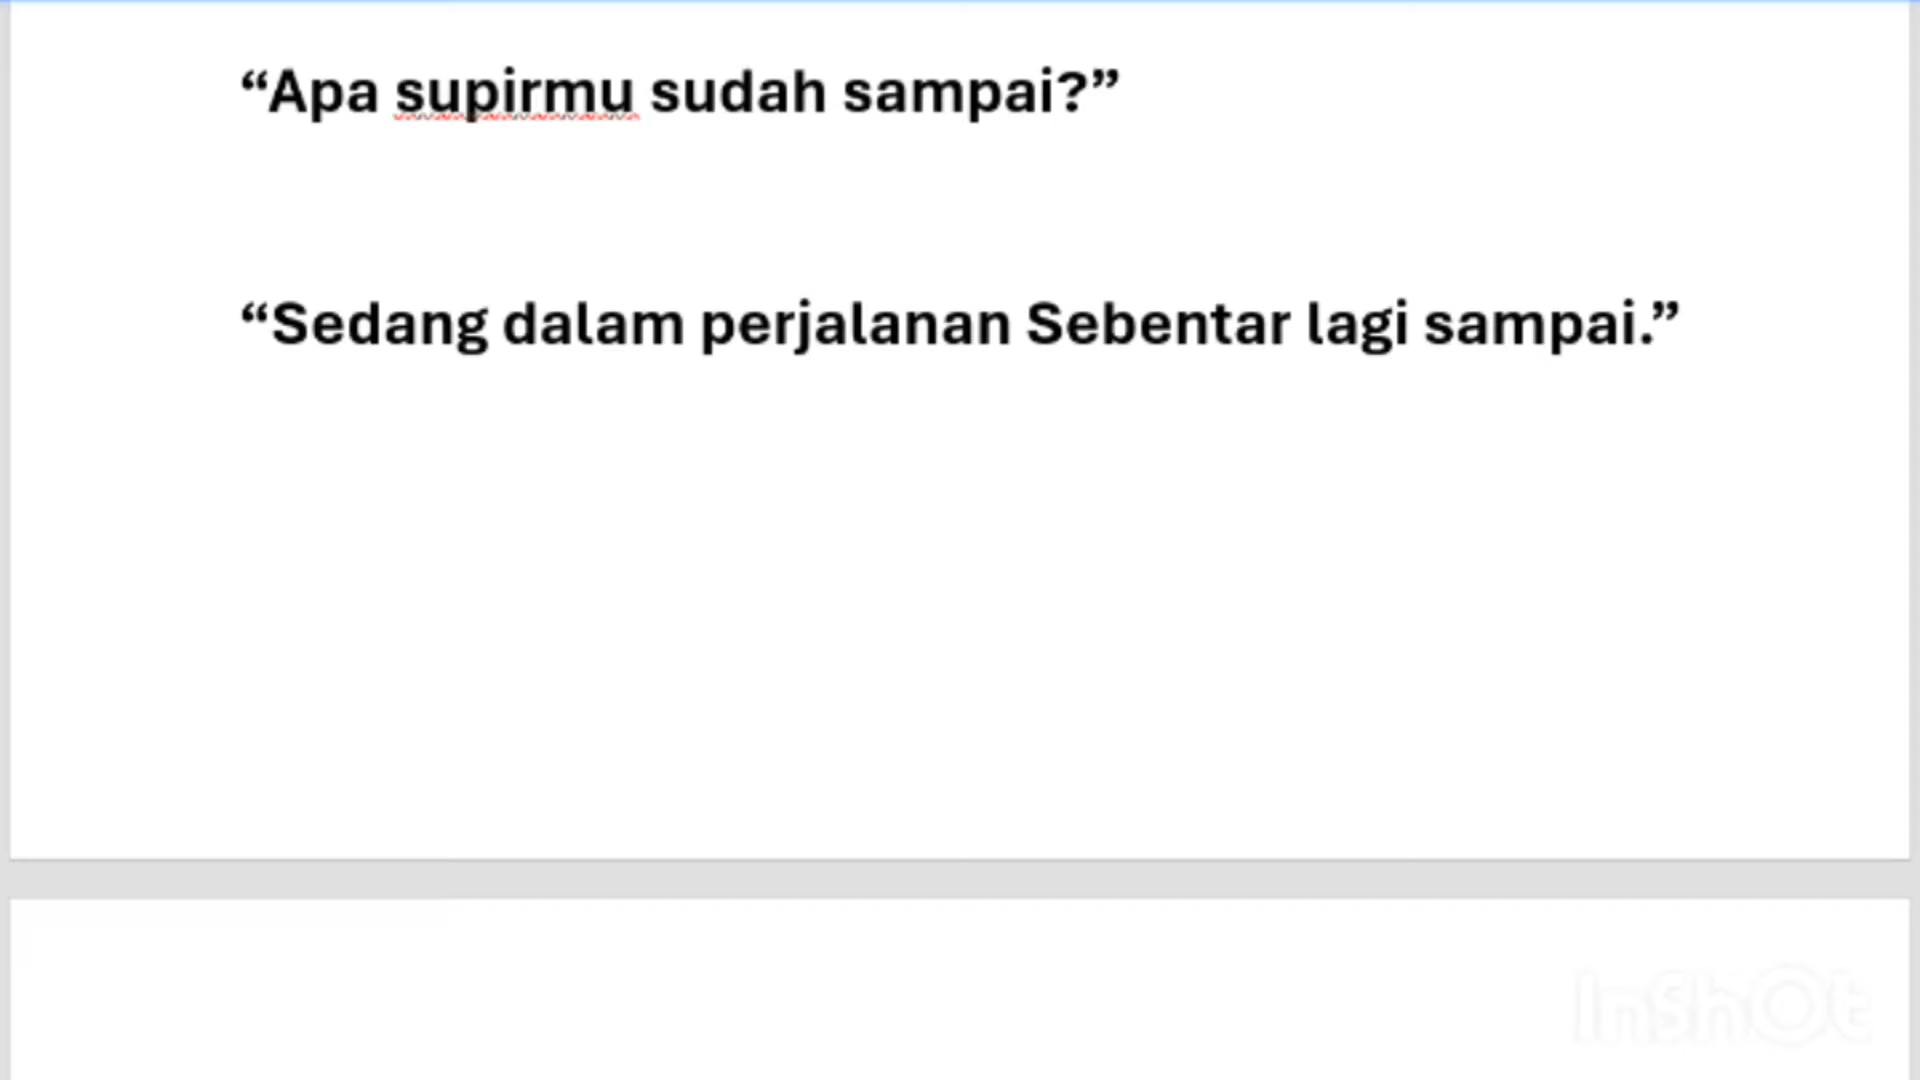 “Apa supirmu sudah sampai?”
“Sedang dalam perjalanan Sebentar lagi sampai.”
InShOt